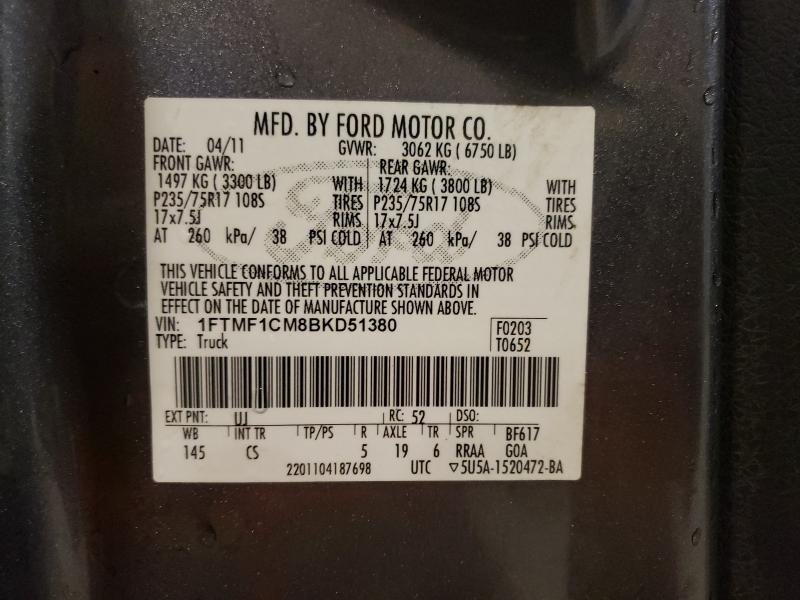 MFD. BY FORD MOTOR CO.
DATE: 04/11 GVWR: 3062 KG ( 6750 LB)
FRONT GAWR: REAR GAWR:
1497 KG ( 3300 LB) WITH 1724 KG ( 3800 LB) WITH
P235/75R17 108S TIRES P235/75R17 108S TIRES
17x7.5J RIMS 17x7.5J RIMS
AT 260 kPa/ 38 PSI COLD AT 260 kPa/ 38 PSI COLD
Ford
THIS VEHICLE CONFORMS TO ALL APPLICABLE FEDERAL MOTOR
VEHICLE SAFETY AND THEFT PREVENTION STANDARDS IN
EFFECT ON THE DATE OF MANUFACTURE SHOWN ABOVE.
VIN: 1FTMF1CM8BKD51380 F0203
TYPE: Truck T0652
EXT PNT: UJ RC: 52 DSO:
WB INT TR TP/PS R AXLE TR SPR BF617
145 CS 5 19 6 RRAA GOA
2201104187698 UTC ▽5U5A-1520472-BA